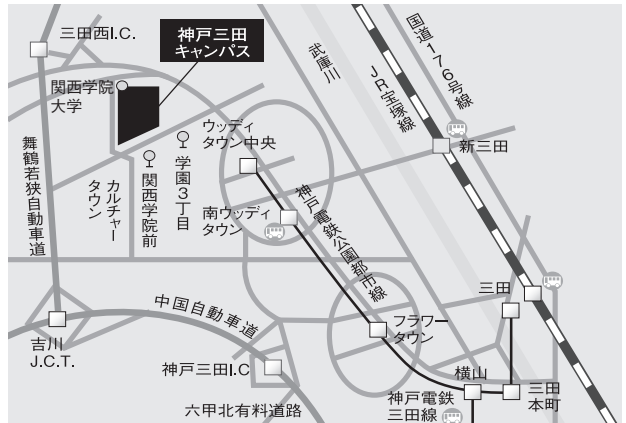 三田西I.C.
神戸三田
キャンパス
関西学院
大学
武庫川
JR宝塚線
国道176号線
新三田
ウッディ
タウン中央
学園3丁目
関西学院前
カルチャー
タウン
舞鶴若狭自動車道
南ウッディ
タウン
神戸電鉄公園都市線
三田
中国自動車道
フラワー
タウン
吉川
J.C.T.
神戸三田I.C
横山
三田
本町
神戸電鉄
三田線
六甲北有料道路